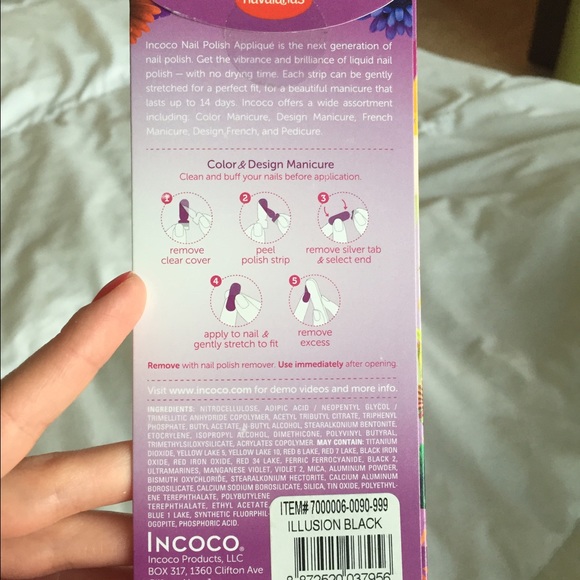 havaianas
Incoco Nail Polish Appliqué is the next generation of
nail polish. Get the vibrance and brilliance of liquid nail
polish — with no drying time. Each strip can be gently
stretched for a perfect fit, for a beautiful manicure that
lasts up to 14 days. Incoco offers a wide assortment
including: Color Manicure, Design Manicure, French
Manicure, Design French, and Pedicure.
Color & Design Manicure
Clean and buff your nails before application.
1 2 3
remove peel remove silver tab
clear cover polish strip & select end
4 5
apply to nail & remove
gently stretch to fit excess
Remove with nail polish remover. Use immediately after opening
Visit www.incoco.com for demo videos and more info.
INGREDIENTS: NITROCELLULOSE, ADIPIC ACID / NEOPENTYL GLYCOL /
TRIMELLITIC ANHYDRIDE COPOLYMER, ACETYL TRIBUTYL CITRATE, TRIPHENYL
PHOSPHATE, BUTYL ACETATE, N-BUTYL ALCOHOL, STEARALKONIUM BENTONITE,
ETOCRYLENE, ISOPROPYL ALCOHOL, DIMETHICONE, POLYVINYL BUTYRAL,
TRIMETHYLSILOXYSILICATE, ACRYLATES COPOLYMER. MAY CONTAIN: TITANIUM
DIOXIDE, YELLOW LAKE 5, YELLOW LAKE 10, RED 6 LAKE, RED 7 LAKE, BLACK IRON
OXIDE, RED IRON OXIDE, RED 34 LAKE, FERRIC FERROCYANIDE, BLACK 2,
ULTRAMARINES, MANGANESE VIOLET, VIOLET 2, MICA, ALUMINUM POWDER,
BISMUTH OXYCHLORIDE, STEARALKONIUM HECTORITE, CALCIUM ALUMINUM
BOROSILICATE, CALCIUM SODIUM BOROSILICATE, SILICA, TIN OXIDE, POLYETHYL-
ENE TEREPHTHALATE, POLYBUTYLENE
TEREPHTHALATE, ETHYL ACETATE,
BLUE 1 LAKE, SYNTHETIC FLUORPHL-
OGOPITE, PHOSPHORIC ACID.
ITEM# 7000006-0090-999
ILLUSION BLACK
INCOCO®
Incoco Products, LLC
BOX 317, 1360 Clifton Ave
8 872520 037956